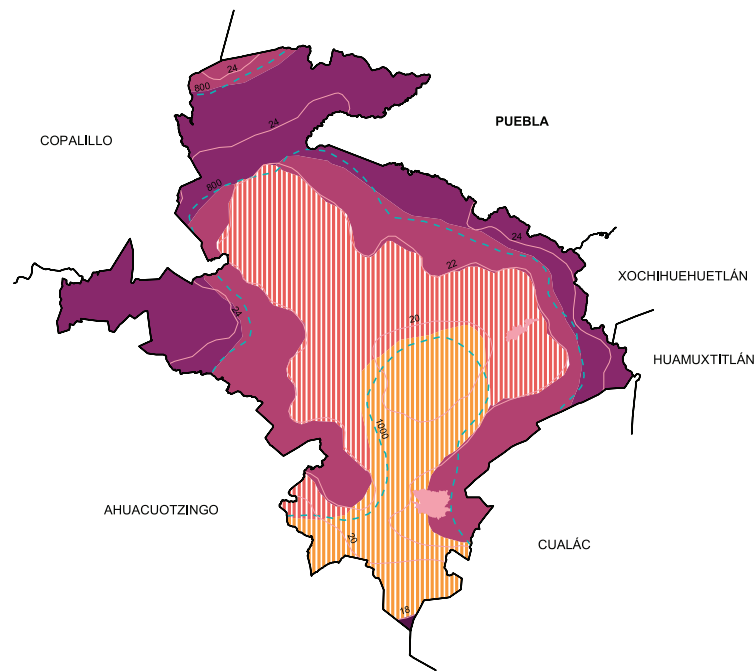 24
800
24
COPALILLO
PUEBLA
800
24
22
XOCHIHUEHUETLÁN
24
20
HUAMUXTITLÁN
1000
AHUACUOTZINGO
20
CUALÁC
18